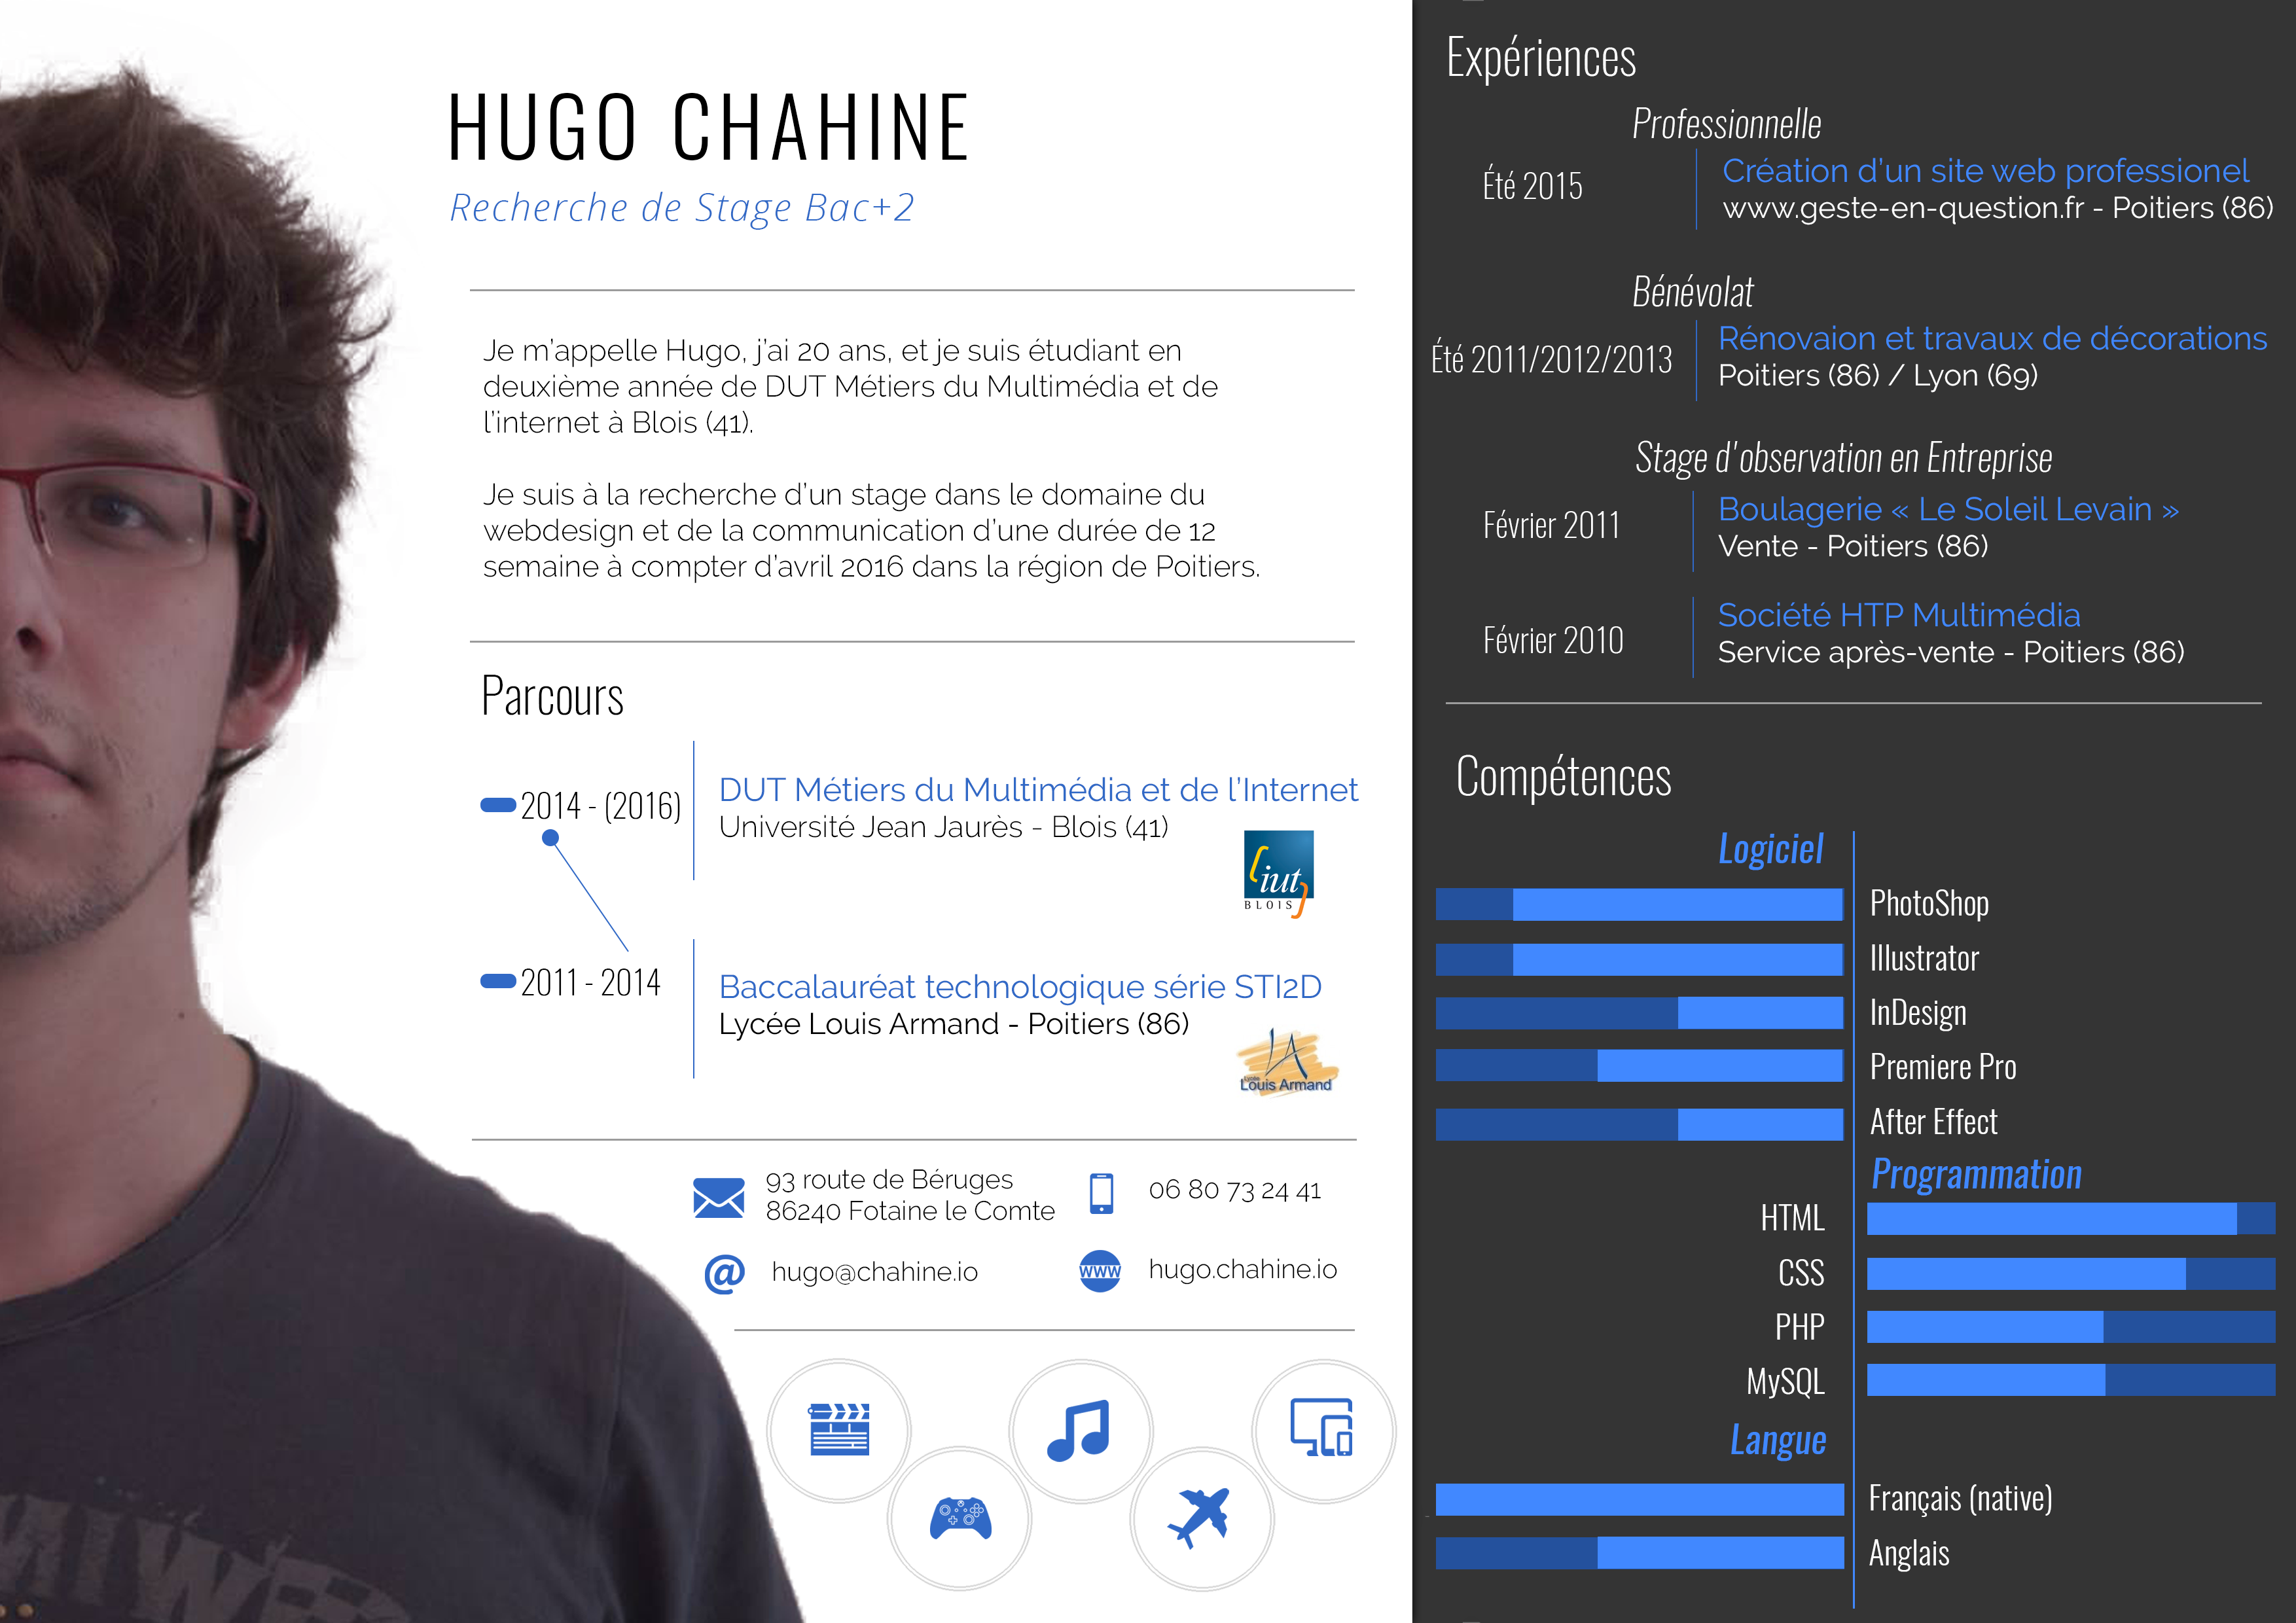 HUGO CHAHINE
Recherche de Stage Bac+2
Je m'appelle Hugo, j'ai 20 ans, et je suis étudiant en
deuxième année de DUT Métiers du Multimédia et de
l'internet à Blois (41).
Je suis à la recherche d'un stage dans le domaine du
webdesign et de la communication d'une durée de 12
semaine à compter d'avril 2016 dans la région de Poitiers.
Parcours
2014 - (2016)
DUT Métiers du Multimédia et de l'Internet
Université Jean Jaurès - Blois (41)
iut
BLOIS
2011 - 2014
Baccalauréat technologique série STI2D
Lycée Louis Armand - Poitiers (86)
LA
Lycée
Louis Armand
93 route de Béruges
86240 Fotaine le Comte
06 80 73 24 41
@ hugo@chahine.io
www hugo.chahine.io
Expériences
Professionnelle
Été 2015
Création d'un site web professionel
www.geste-en-question.fr - Poitiers (86)
Bénévolat
Été 2011/2012/2013
Rénovaion et travaux de décorations
Poitiers (86) / Lyon (69)
Stage d'observation en Entreprise
Février 2011
Boulagerie « Le Soleil Levain »
Vente - Poitiers (86)
Février 2010
Société HTP Multimédia
Service après-vente - Poitiers (86)
Compétences
Logiciel
PhotoShop
Illustrator
InDesign
Premiere Pro
After Effect
Programmation
HTML
CSS
PHP
MySQL
Langue
Français (native)
Anglais